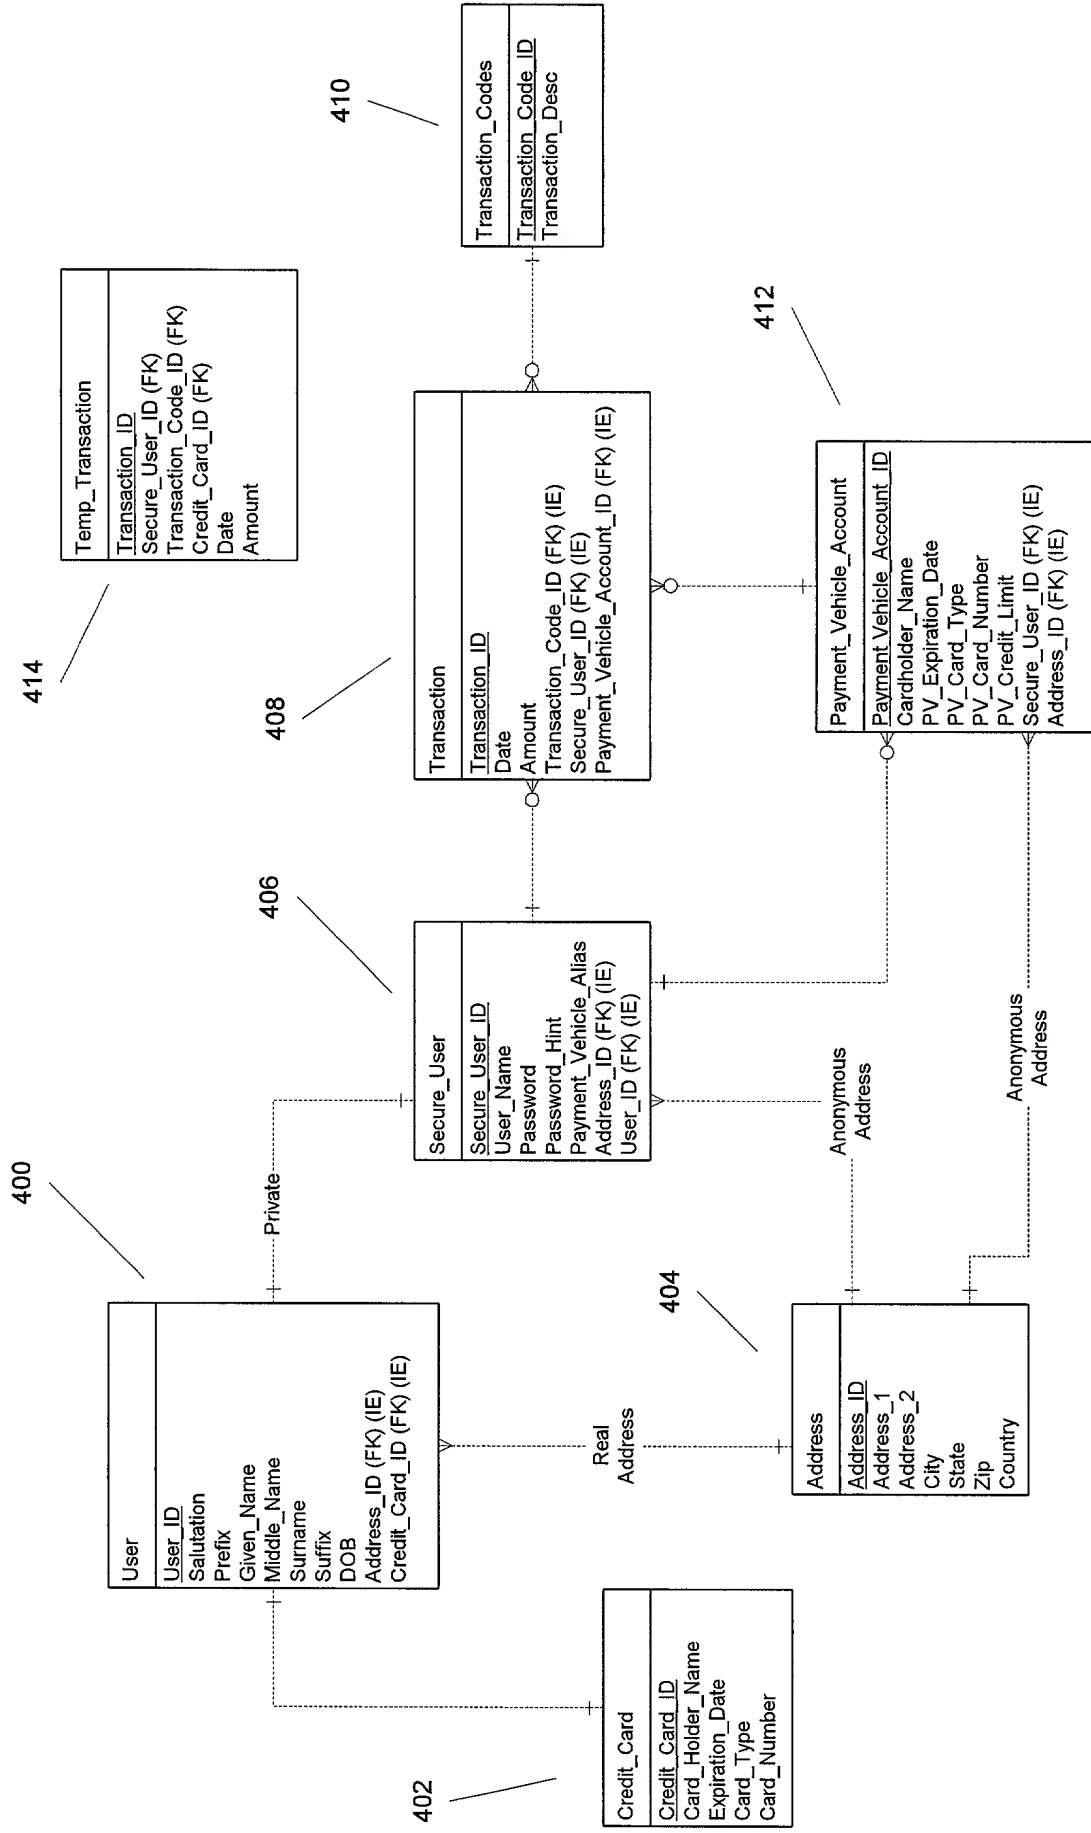 400
User
User_ID
Salutation
Prefix
Given_Name
Middle_Name
Surname
Suffix
DOB
Address_ID (FK) (IE)
Credit_Card_ID (FK) (IE)
Private
414
Temp_Transaction
Transaction_ID
Secure_User_ID (FK)
Transaction_Code_ID (FK)
Credit_Card_ID (FK)
Date
Amount
402
Credit_Card
Credit_Card_ID
Card_Holder_Name
Expiration_Date
Card_Type
Card_Number
Real
Address
406
Secure_User
Secure_User_ID
User_Name
Password
Password_Hint
Payment_Vehicle_Alias
Address_ID (FK) (IE)
User_ID (FK) (IE)
408
Transaction
Transaction_ID
Date
Amount
Transaction_Code_ID (FK) (IE)
Secure_User_ID (FK) (IE)
Payment_Vehicle_Account_ID (FK) (IE)
410
Transaction_Codes
Transaction_Code_ID
Transaction_Desc
404
Address
Address_ID
Address_1
Address_2
City
State
Zip
Country
Anonymous
Address
Anonymous
Address
412
Payment_Vehicle_Account
Payment_Vehicle_Account_ID
Cardholder_Name
PV_Expiration_Date
PV_Card_Type
PV_Card_Number
PV_Credit_Limit
Secure_User_ID (FK) (IE)
Address_ID (FK) (IE)